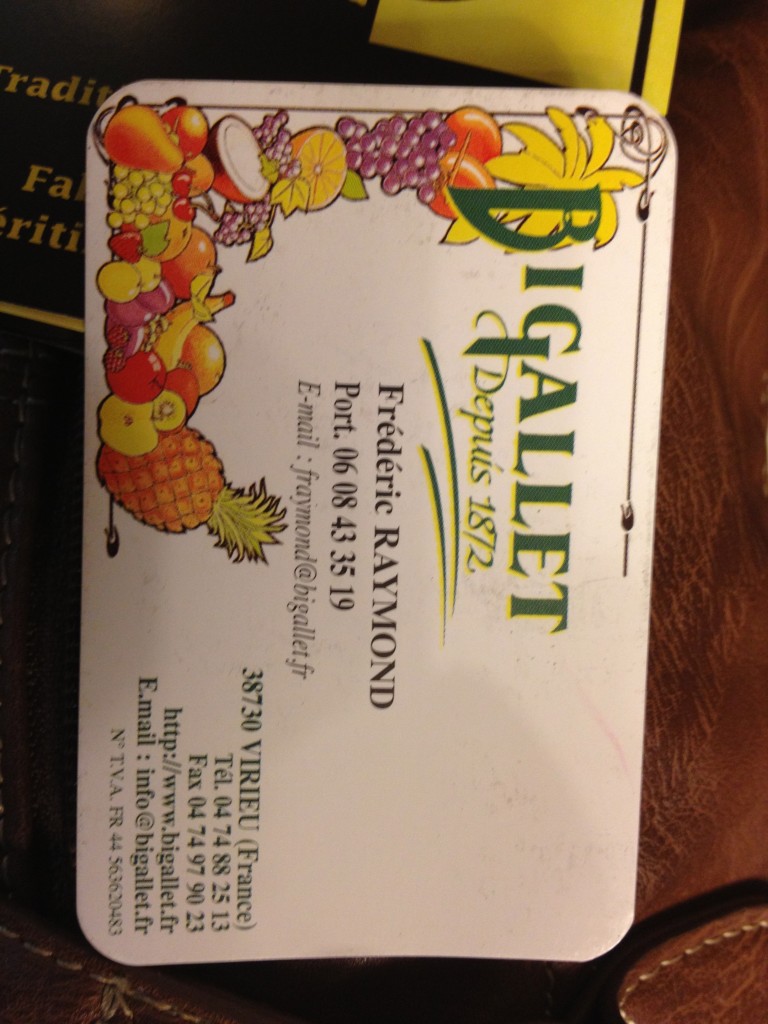 BIGALLET
Depuis 1872
Frédéric RAYMOND
Port. 06 08 43 35 19
E-mail : fraymond@bigallet.fr
38730 VIRIEU (France)
Tél. 04 74 88 25 13
Fax 04 74 97 90 23
http://www.bigallet.fr
E.mail : info@bigallet.fr
N° T.V.A. FR 44 563620483